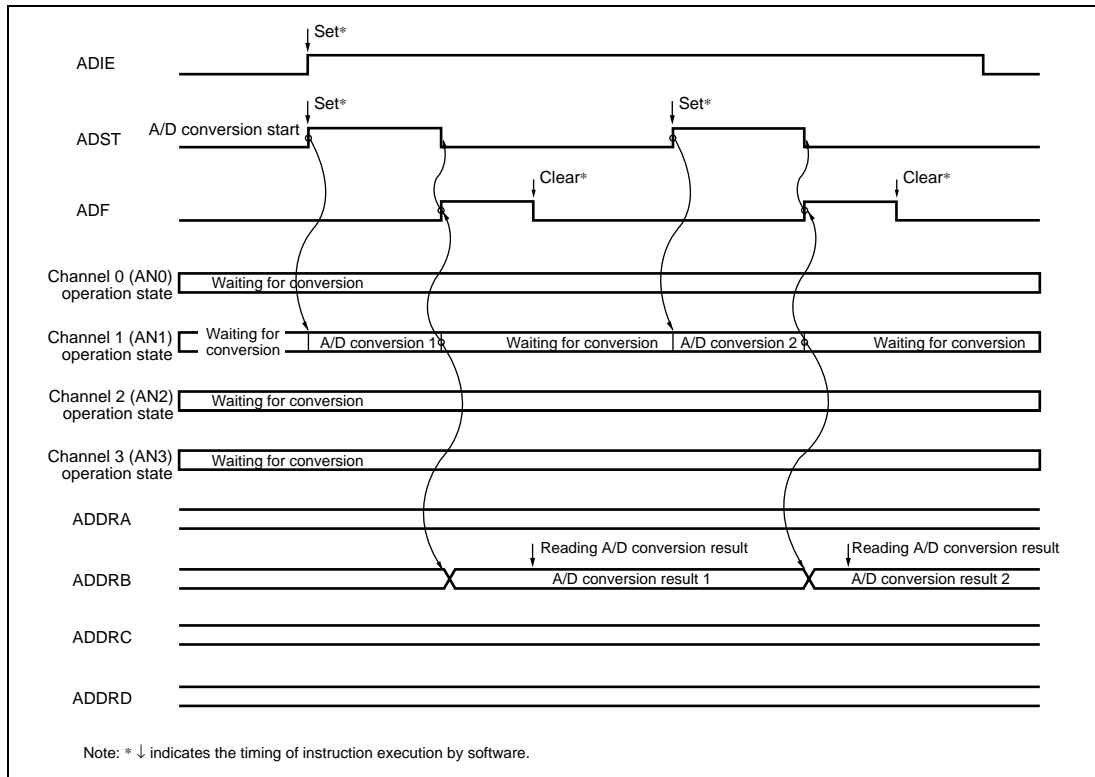 Set*
ADIE
Set*
Set*
A/D conversion start
ADST
Clear*
Clear*
ADF
Channel 0 (AN0)
operation state
Waiting for conversion
Channel 1 (AN1)
operation state
Waiting for
conversion
A/D conversion 1
Waiting for conversion
A/D conversion 2
Waiting for conversion
Channel 2 (AN2)
operation state
Waiting for conversion
Channel 3 (AN3)
operation state
Waiting for conversion
ADDRA
Reading A/D conversion result
Reading A/D conversion result
ADDRB
A/D conversion result 1
A/D conversion result 2
ADDRC
ADDRD
Note: * ↓ indicates the timing of instruction execution by software.